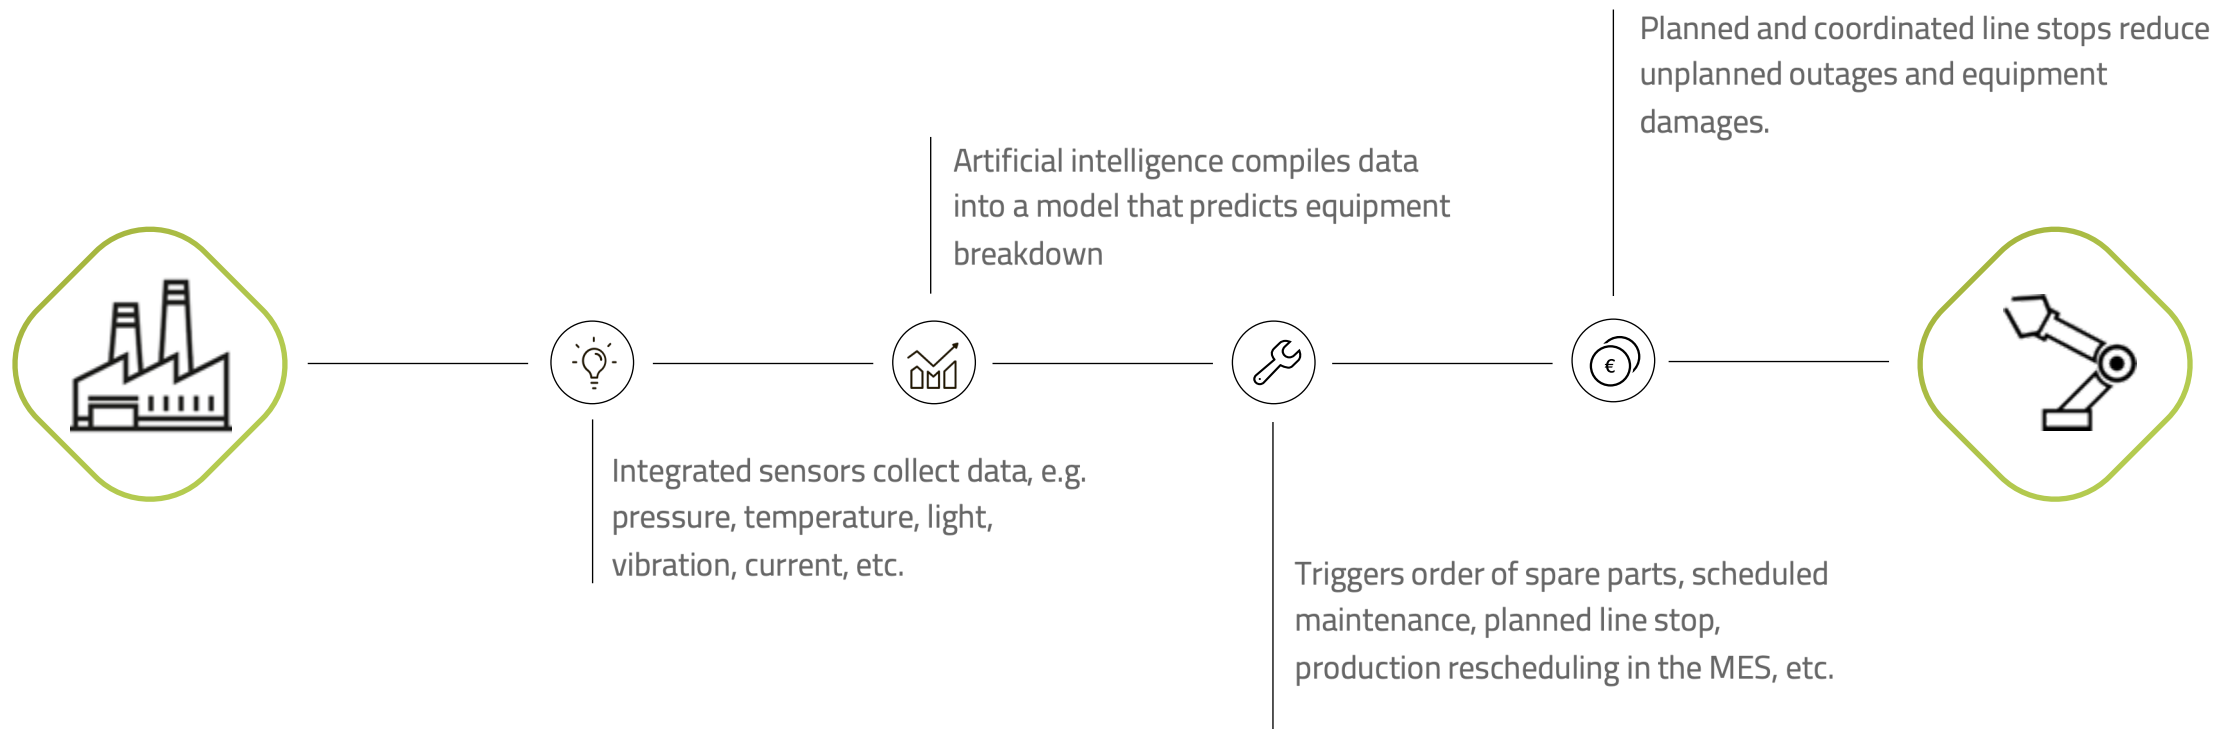 Planned and coordinated line stops reduce
unplanned outages and equipment
damages.
Artificial intelligence compiles data
into a model that predicts equipment
breakdown
€
Integrated sensors collect data, e.g.
pressure, temperature, light,
vibration, current, etc.
Triggers order of spare parts, scheduled
maintenance, planned line stop,
production rescheduling in the MES, etc.